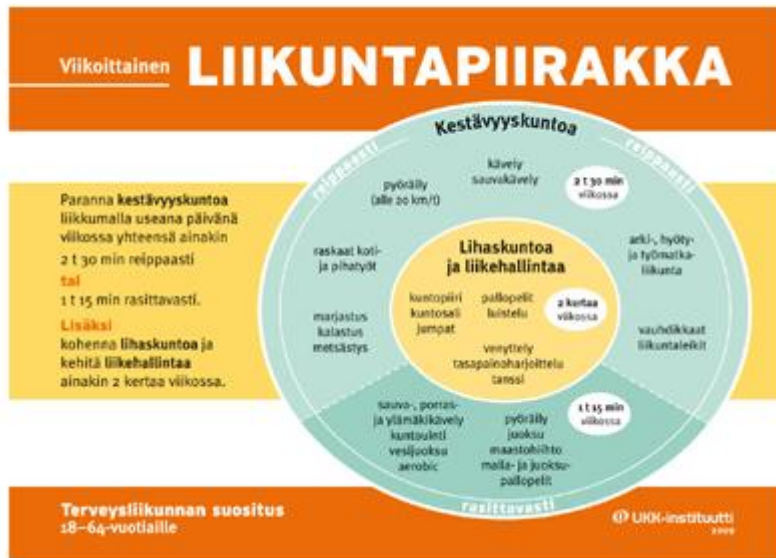 Viikoittainen LIIKUNTAPIIRAKKA
Paranna kestävyyskuntoa
liikkumalla useana päivänä
viikossa yhteensä ainakin
2 t 30 min reippaasti
tai
1 t 15 min rasittavasti.
Lisäksi
kohenna lihaskuntoa ja
kehitä liikehallintaa
ainakin 2 kertaa viikossa.
Kestävyyskuntoa
reippaasti
reippaasti
kävely
sauvakävely
2 t 30 min
viikossa
pyöräily
(alle 20 km/t)
raskaat koti-
ja pihatyöt
arki-, hyöty-
ja työmatka-
liikunta
marjastus
kalastus
metsästys
vauhdikkaat
liikuntaleikit
Lihaskuntoa
ja liikehallintaa
kuntopiiri
kuntosali
jumpat
pallopelit
luistelu
2 kertaa
viikossa
venyttely
tasapainoharjoittelu
tanssi
sauva-, porras-
ja ylämäkikävely
kuntouinti
vesijuoksu
aerobic
pyöräily
juoksu
maastohiihto
maila- ja juoksu-
pallopelit
1 t 15 min
viikossa
rasittavasti
Terveysliikunnan suositus
18–64-vuotiaille
UKK-instituutti
2009